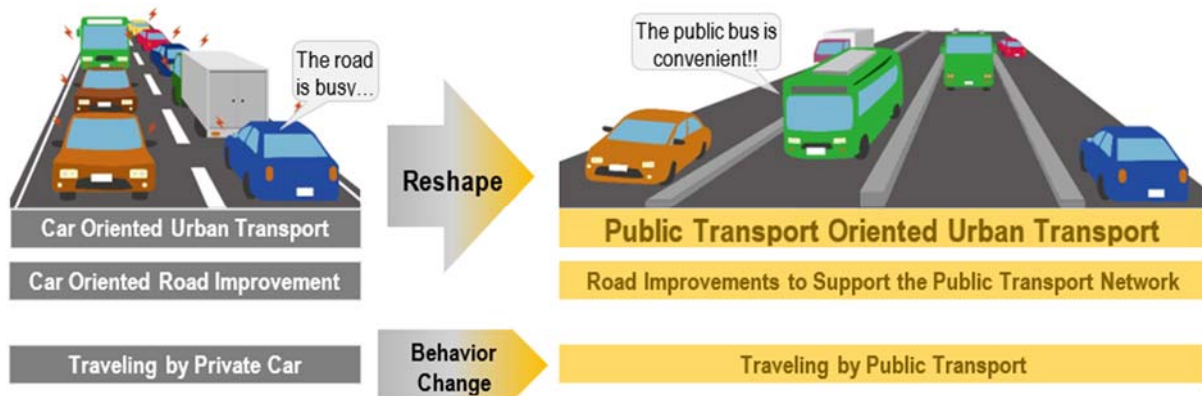 The road
is busy...
The public bus is
convenient!!
Reshape
Car Oriented Urban Transport
Public Transport Oriented Urban Transport
Car Oriented Road Improvement
Road Improvements to Support the Public Transport Network
Traveling by Private Car
Behavior
Change
Traveling by Public Transport